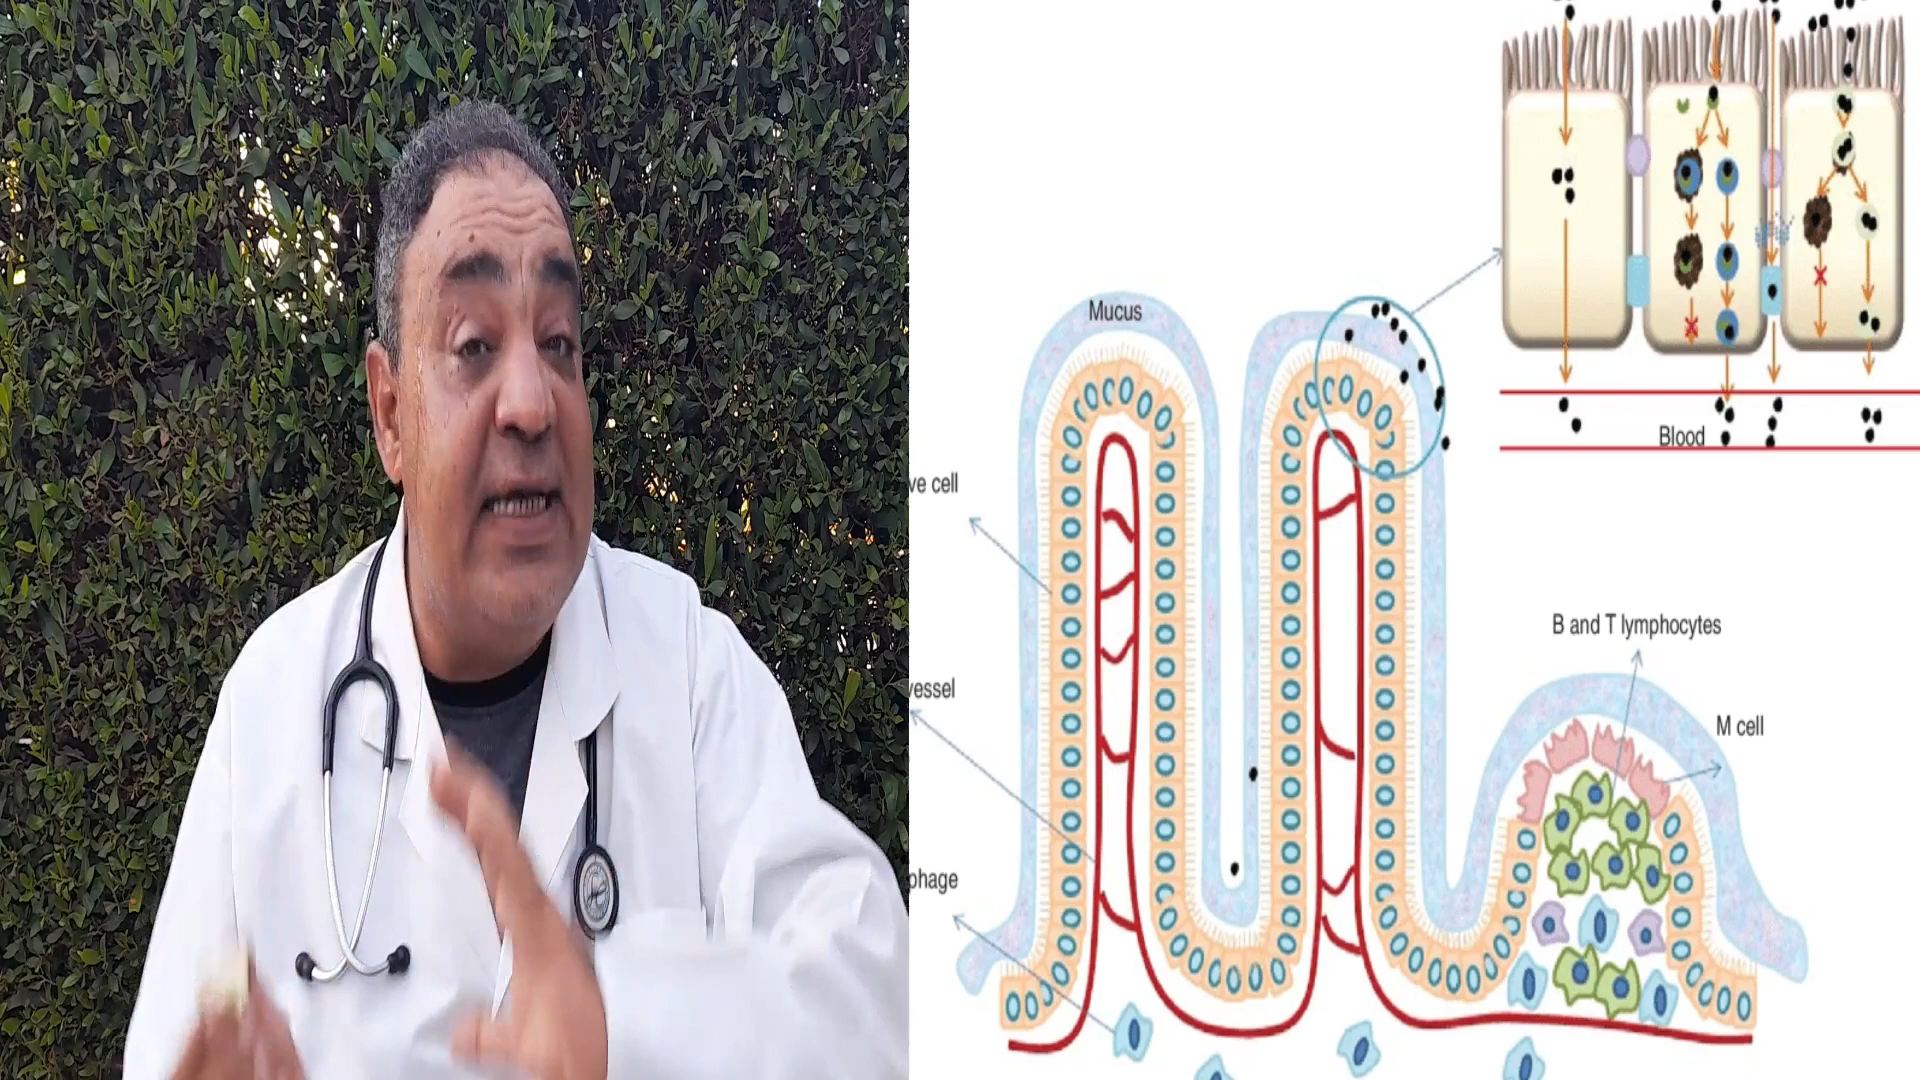 Mucus
Blood
ve cell
B and T lymphocytes
vessel
M cell
phage